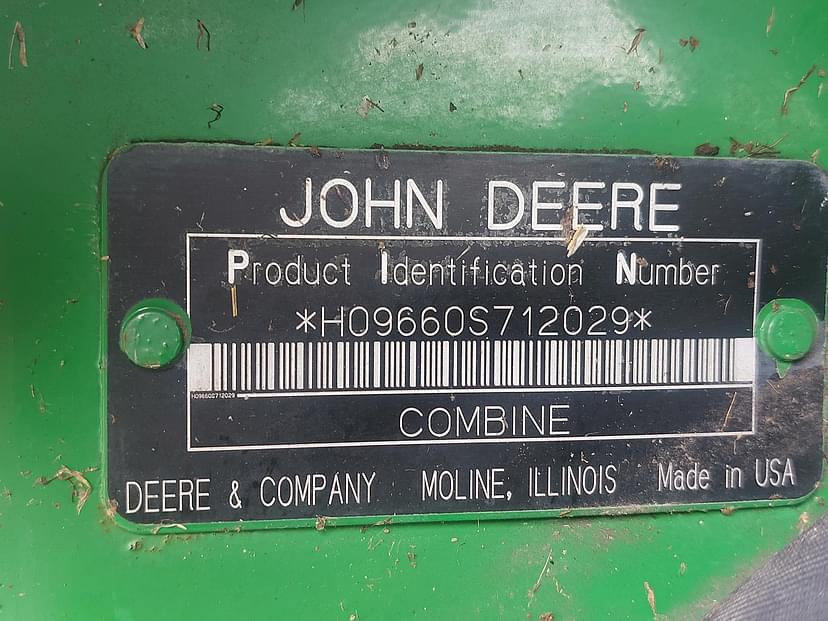 JOHN DEERE
Product Identification Number
*H09660S712029*
H09660S712029
COMBINE
DEERE & COMPANY MOLINE, ILLINOIS Made in USA